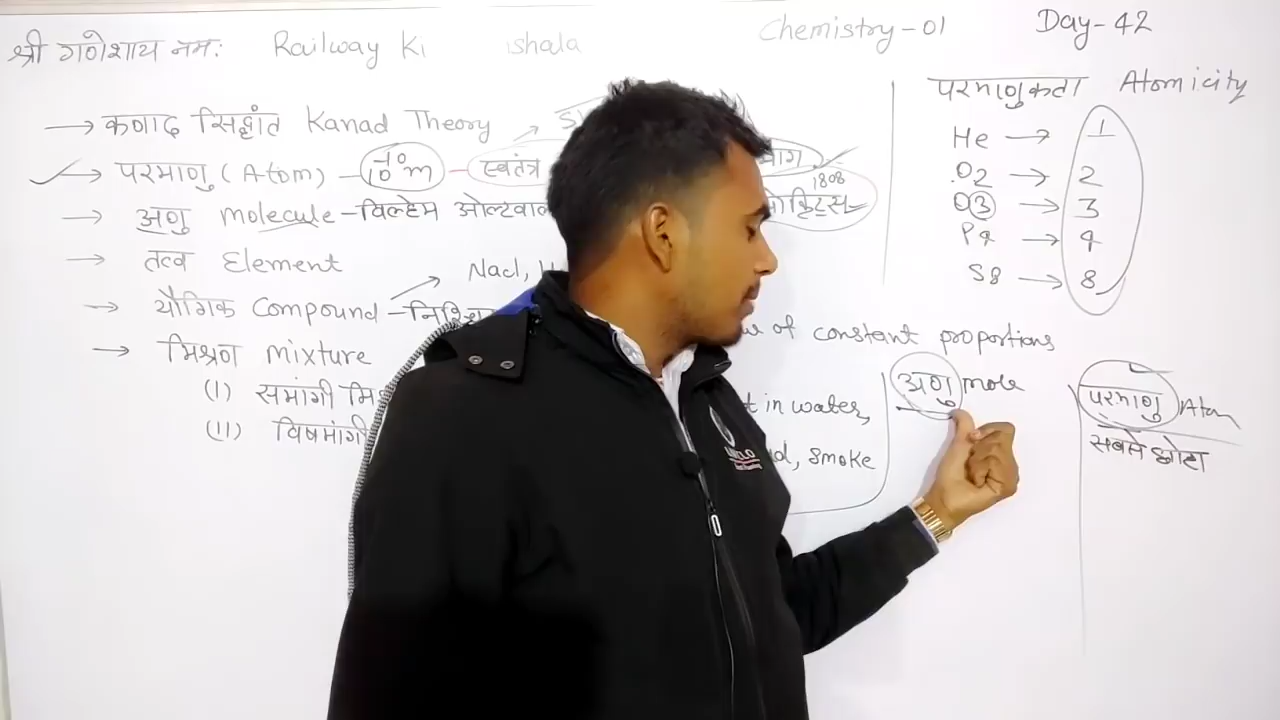 श्री गणेशाय नमः Railway Ki ishala Chemistry-01 Day-42
→ कणाद सिद्धांत Kanad Theory
→ परमाणु (Atom) - 10⁻¹⁰m - स्वतंत्र भाग
→ अणु molecule - विल्हेम ओल्टवाल 1808
→ तत्व Element
→ यौगिक Compound - Nacl,
→ मिश्रण mixture
(I) समांगी
(II) विषमांगी
परमाणुकता Atomicity
He → 1
O2 → 2
O3 → 3
P4 → 4
S8 → 8
of constant proportions
t in water,
smoke
अणु mole
परमाणु Atom
सबसे छोटा